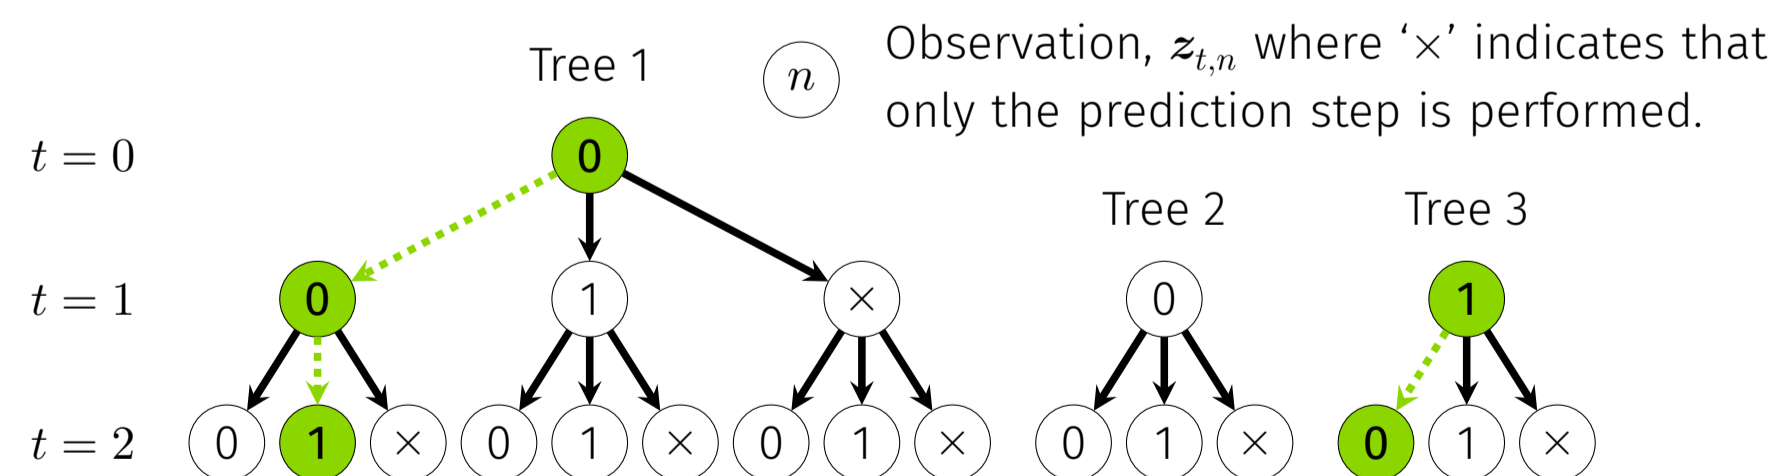 Tree 1
n
Observation, z_{t,n} where ‘×’ indicates that
only the prediction step is performed.
t = 0
0
Tree 2
Tree 3
t = 1
0
1
×
0
1
t = 2
0
1
×
0
1
×
0
1
×
0
1
×
0
1
×